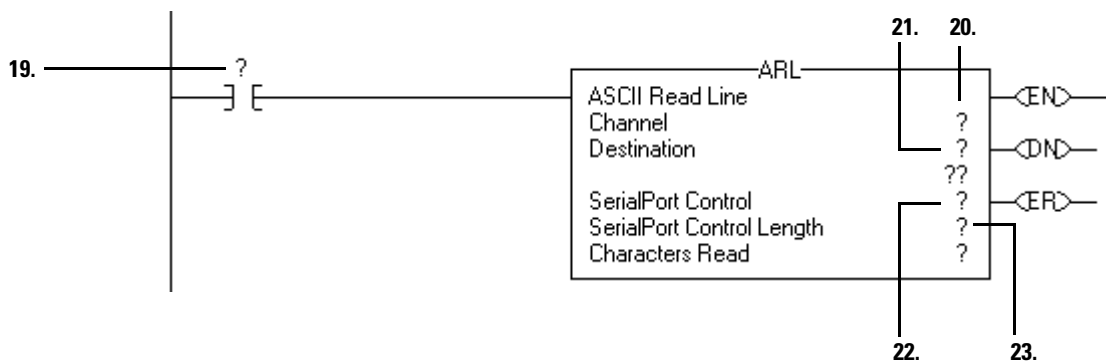 21. 20.
19. ?
ARL
ASCII Read Line EN
Channel ?
Destination ? DN
??
SerialPort Control ? ER
SerialPort Control Length ?
Characters Read ?
22. 23.